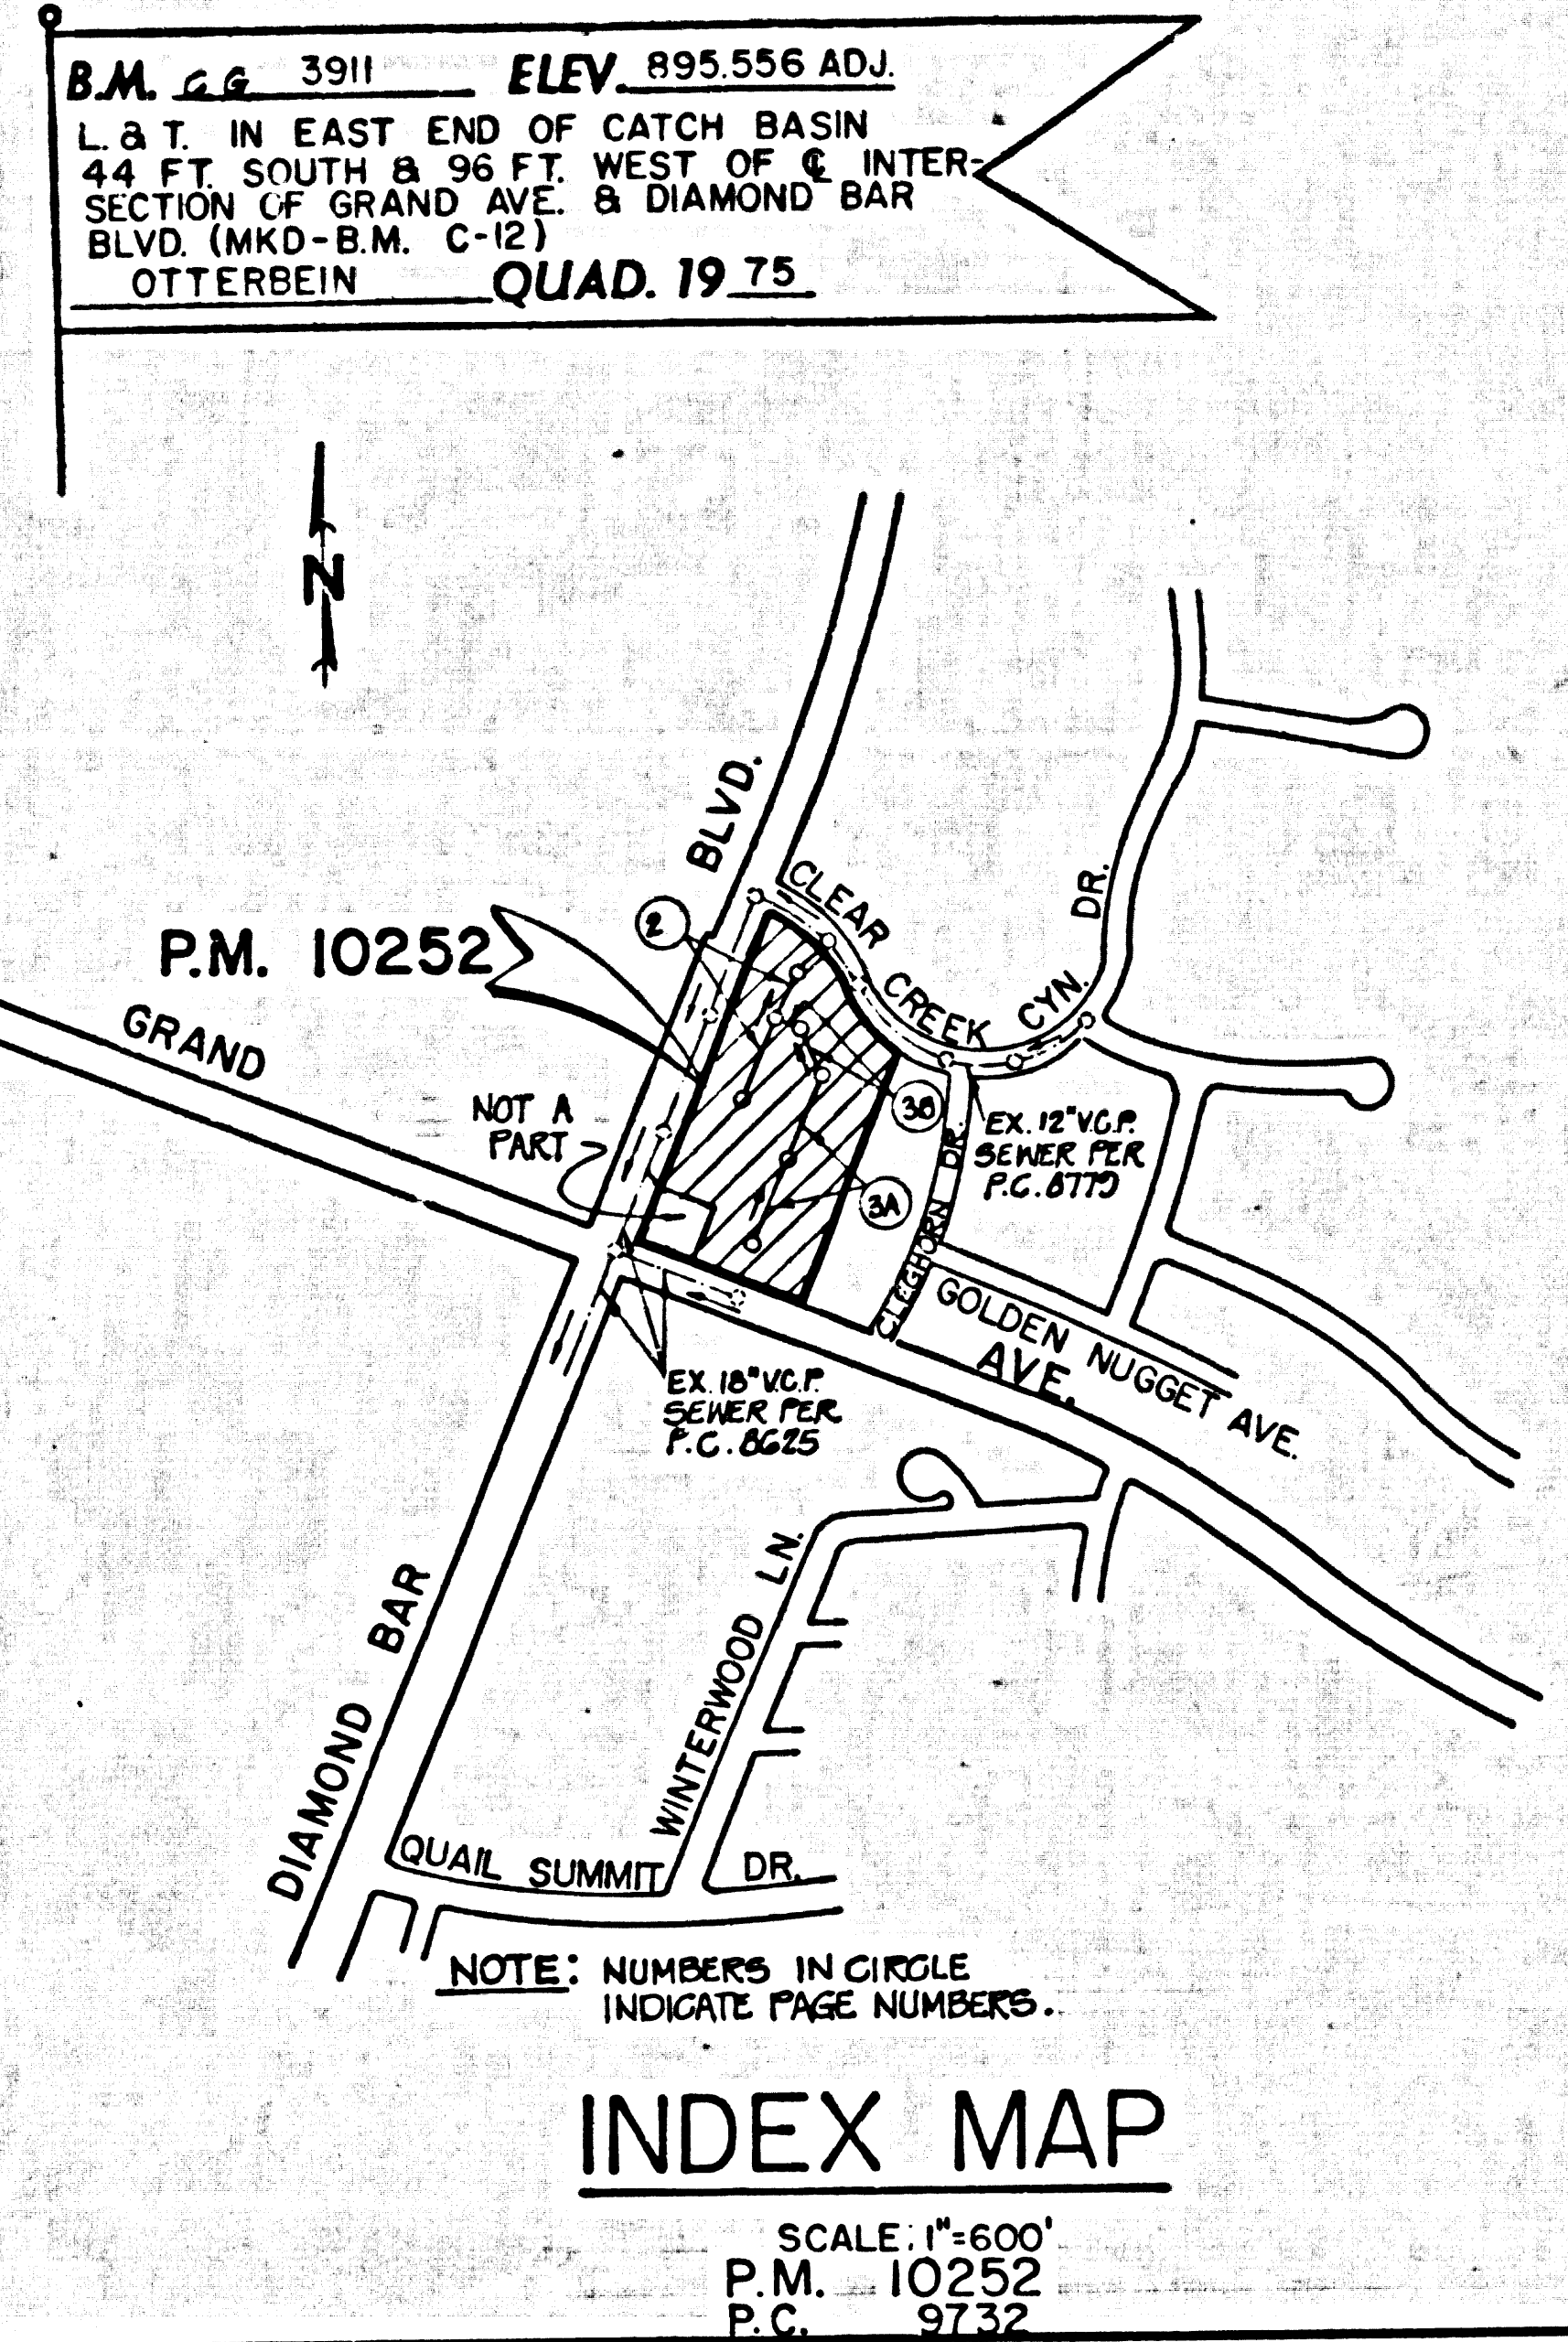 B.M. GG 3911 ELEV. 895.556 ADJ.
L. & T. IN EAST END OF CATCH BASIN
44 FT. SOUTH & 96 FT. WEST OF ℄ INTER-
SECTION OF GRAND AVE. & DIAMOND BAR
BLVD. (MKD-B.M. C-12)
OTTERBEIN QUAD. 19 75
N
BLVD.
CLEAR
CREEK
CYN.
DR.
2
P.M. 10252
GRAND
NOT A
PART
3B
3A
EX. 12" V.C.P.
SEWER PER
P.C. 8779
CLEGHORN DR.
GOLDEN NUGGET AVE.
AVE.
EX. 18" V.C.P.
SEWER PER
P.C. 8625
DIAMOND BAR
WINTERWOOD LN.
QUAIL SUMMIT DR.
NOTE: NUMBERS IN CIRCLE
INDICATE PAGE NUMBERS.
INDEX MAP
SCALE: 1"=600'
P.M. 10252
P.C. 9732